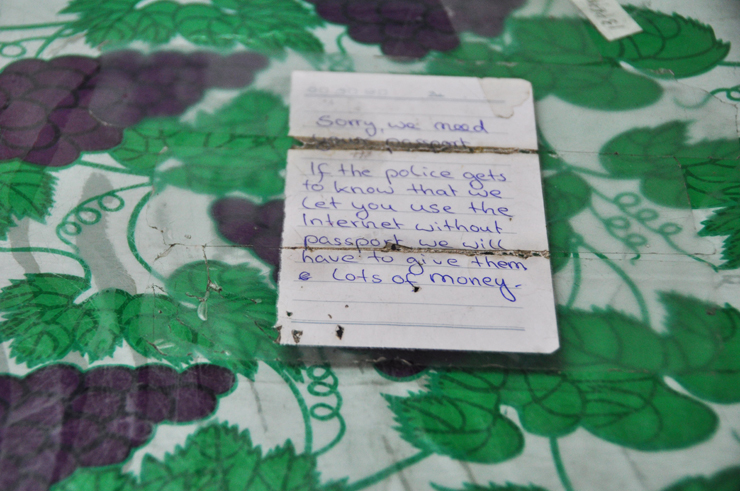 Sorry, we need
passport
If the police gets
to know that we
let you use the
Internet without
passport we will
have to give them
lots of money.